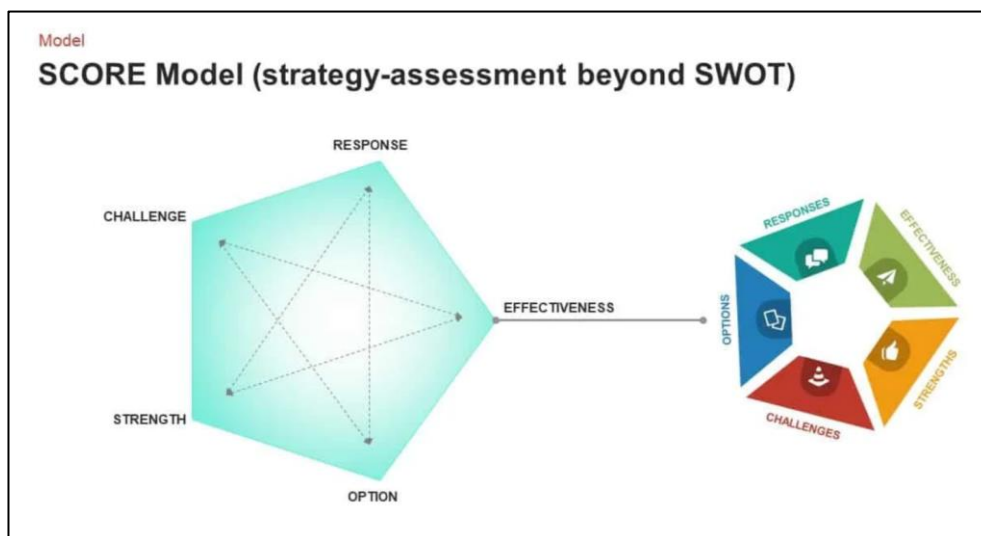 Model
SCORE Model (strategy-assessment beyond SWOT)
RESPONSE
CHALLENGE
EFFECTIVENESS
STRENGTH
OPTION
RESPONSES
EFFECTIVENESS
OPTIONS
STRENGTHS
CHALLENGES